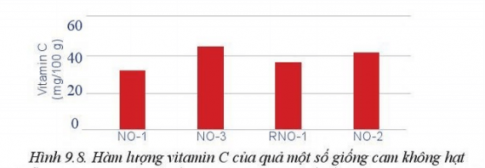 60
40
20
0
Vitamin C
(mg/100 g)
NO-1 NO-3 RNO-1 NO-2
Hình 9.8. Hàm lượng vitamin C của quả một số giống cam không hạt